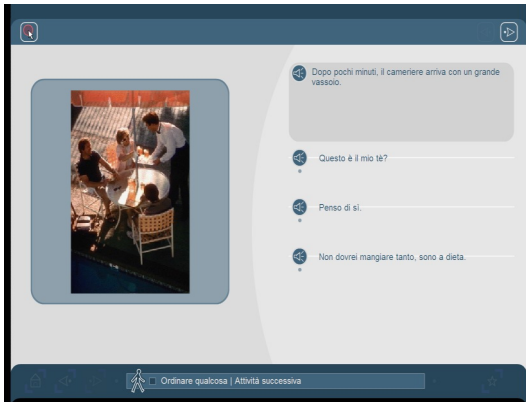 Dopo pochi minuti, il cameriere arriva con un grande
vassoio.
Questo è il mio tè?
Penso di sì.
Non dovrei mangiare tanto, sono a dieta.
Ordinare qualcosa | Attività successiva